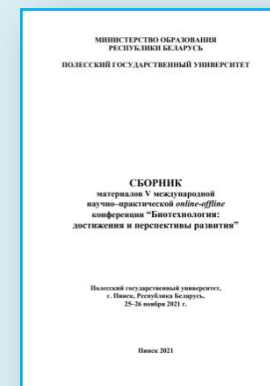 МИНИСТЕРСТВО ОБРАЗОВАНИЯ
РЕСПУБЛИКИ БЕЛАРУСЬ
ПОЛЕССКИЙ ГОСУДАРСТВЕННЫЙ УНИВЕРСИТЕТ
СБОРНИК
материалов V международной
научно–практической online-offline
конференции “Биотехнология:
достижения и перспективы развития”
Полесский государственный университет,
г. Пинск, Республика Беларусь,
25–26 ноября 2021 г.
Пинск 2021